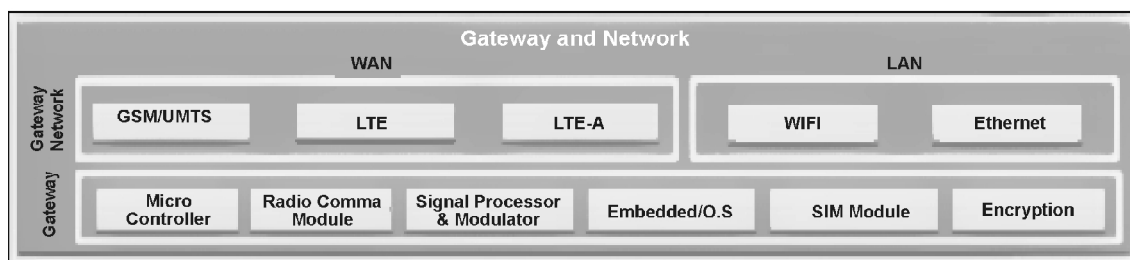 Gateway and Network
WAN
LAN
Gateway
Network
GSM/UMTS
LTE
LTE-A
WIFI
Ethernet
Gateway
Micro
Controller
Radio Comma
Module
Signal Processor
& Modulator
Embedded/O.S
SIM Module
Encryption